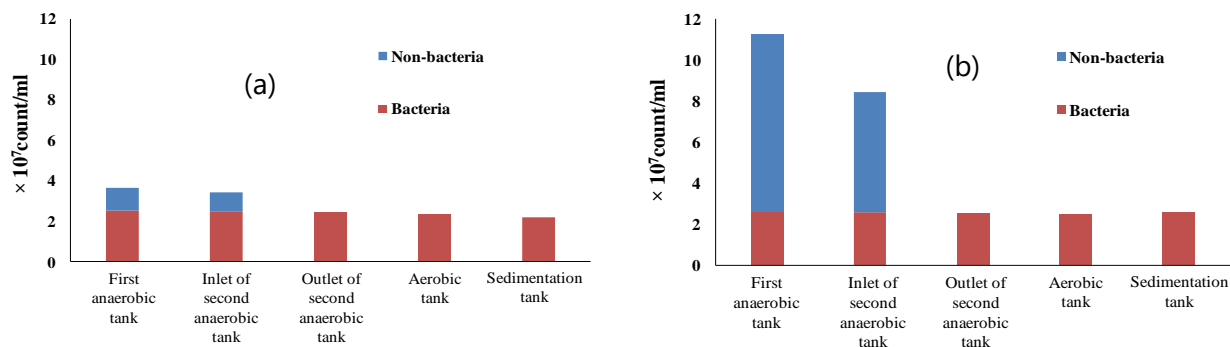 12
10
8
6
4
2
0
× 10⁷count/ml
(a)
Non-bacteria
Bacteria
First
anaerobic
tank
Inlet of
second
anaerobic
tank
Outlet of
second
anaerobic
tank
Aerobic
tank
Sedimentation
tank
12
10
8
6
4
2
0
× 10⁷count/ml
(b)
Non-bacteria
Bacteria
First
anaerobic
tank
Inlet of
second
anaerobic
tank
Outlet of
second
anaerobic
tank
Aerobic
tank
Sedimentation
tank